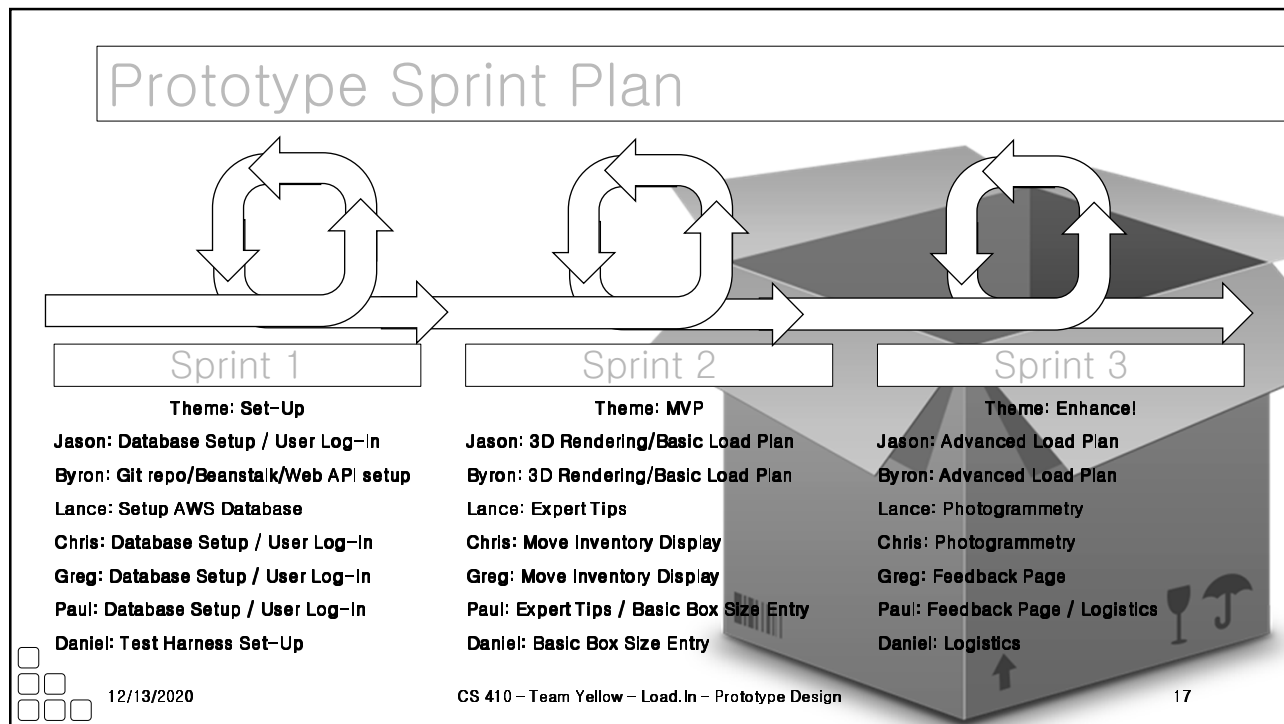 Prototype Sprint Plan
Sprint 1
Theme: Set-Up
Jason: Database Setup / User Log-In
Byron: Git repo/Beanstalk/Web API setup
Lance: Setup AWS Database
Chris: Database Setup / User Log-In
Greg: Database Setup / User Log-In
Paul: Database Setup / User Log-In
Daniel: Test Harness Set-Up
Sprint 2
Theme: MVP
Jason: 3D Rendering/Basic Load Plan
Byron: 3D Rendering/Basic Load Plan
Lance: Expert Tips
Chris: Move Inventory Display
Greg: Move Inventory Display
Paul: Expert Tips / Basic Box Size Entry
Daniel: Basic Box Size Entry
Sprint 3
Theme: Enhance!
Jason: Advanced Load Plan
Byron: Advanced Load Plan
Lance: Photogrammetry
Chris: Photogrammetry
Greg: Feedback Page
Paul: Feedback Page / Logistics
Daniel: Logistics
12/13/2020
CS 410 – Team Yellow – Load.In – Prototype Design
17